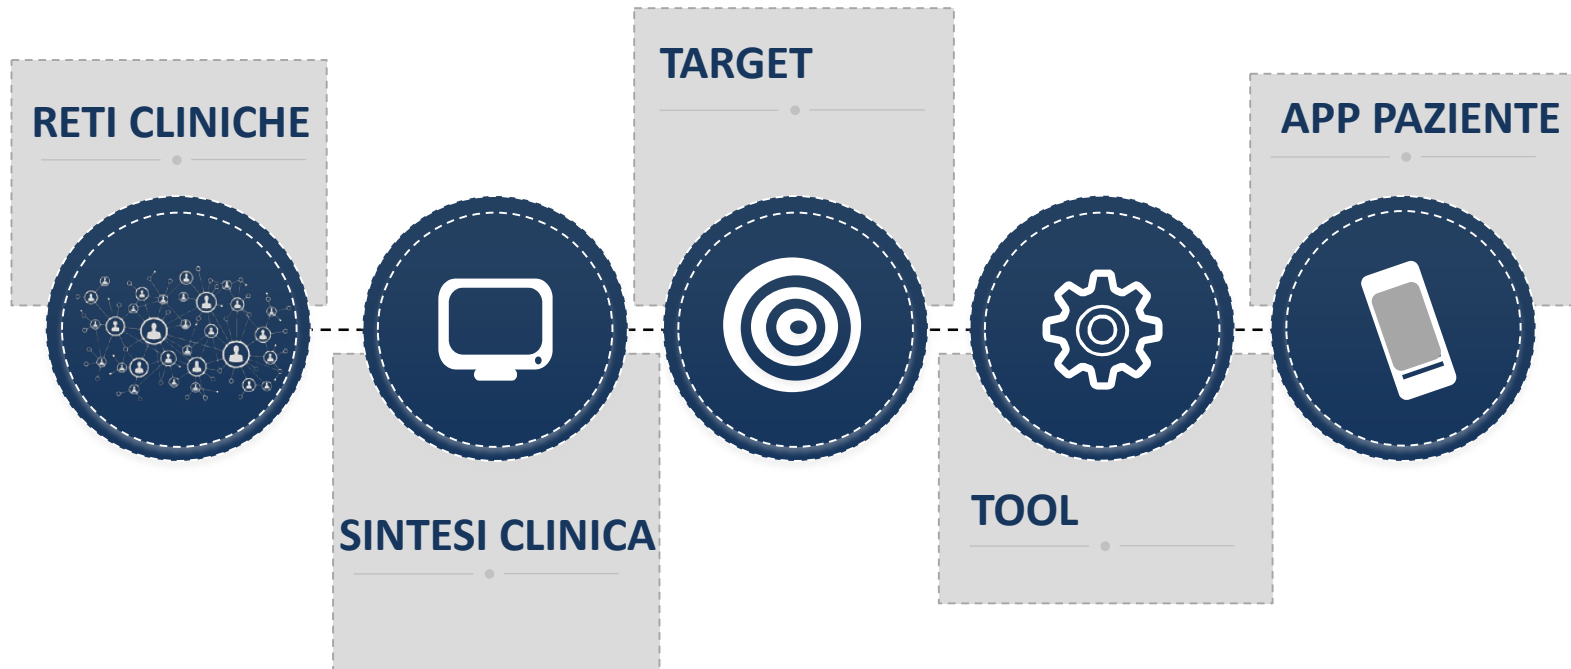 RETI CLINICHE
SINTESI CLINICA
TARGET
TOOL
APP PAZIENTE